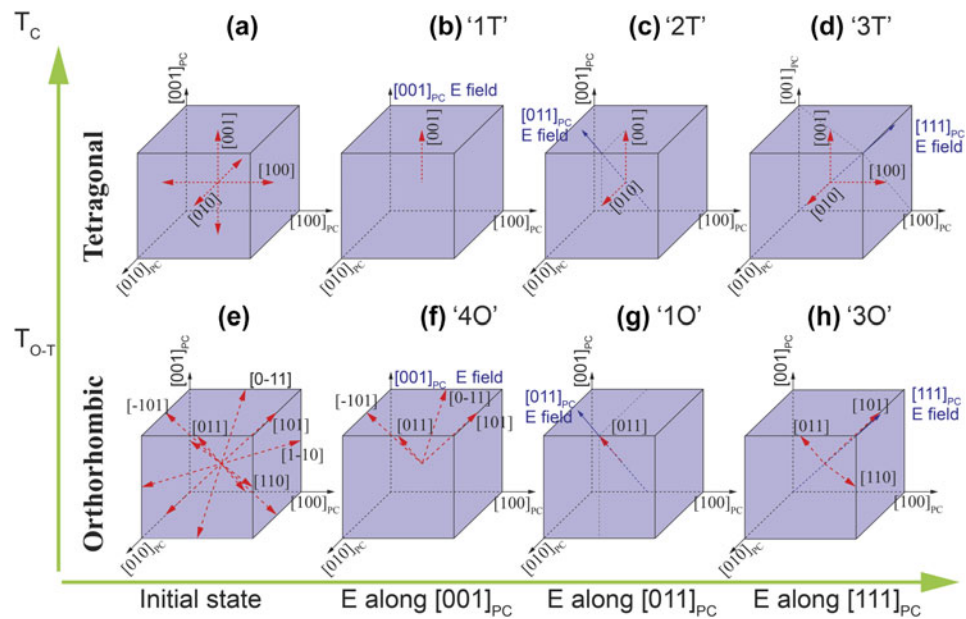 T_C
(a)
(b) '1T'
(c) '2T'
(d) '3T'
Tetragonal
[001]_PC
[001]
[100]
[010]
[100]_PC
[010]_PC
[001]_PC E field
[001]
[100]_PC
[010]_PC
[011]_PC
E field
[001]
[010]
[100]_PC
[010]_PC
[001]_PC
[001]
[111]_PC
E field
[100]
[010]
[100]_PC
[010]_PC
T_O-T
(e)
(f) '4O'
(g) '1O'
(h) '3O'
Orthorhombic
[001]_PC
[0-11]
[-101]
[011]
[101]
[1-10]
[110]
[100]_PC
[010]_PC
[001]_PC E field
[-101]
[0-11]
[011]
[101]
[100]_PC
[010]_PC
[011]_PC
E field
[011]
[100]_PC
[010]_PC
[001]_PC
[101]
[111]_PC
E field
[011]
[110]
[100]_PC
[010]_PC
Initial state
E along [001]_PC
E along [011]_PC
E along [111]_PC